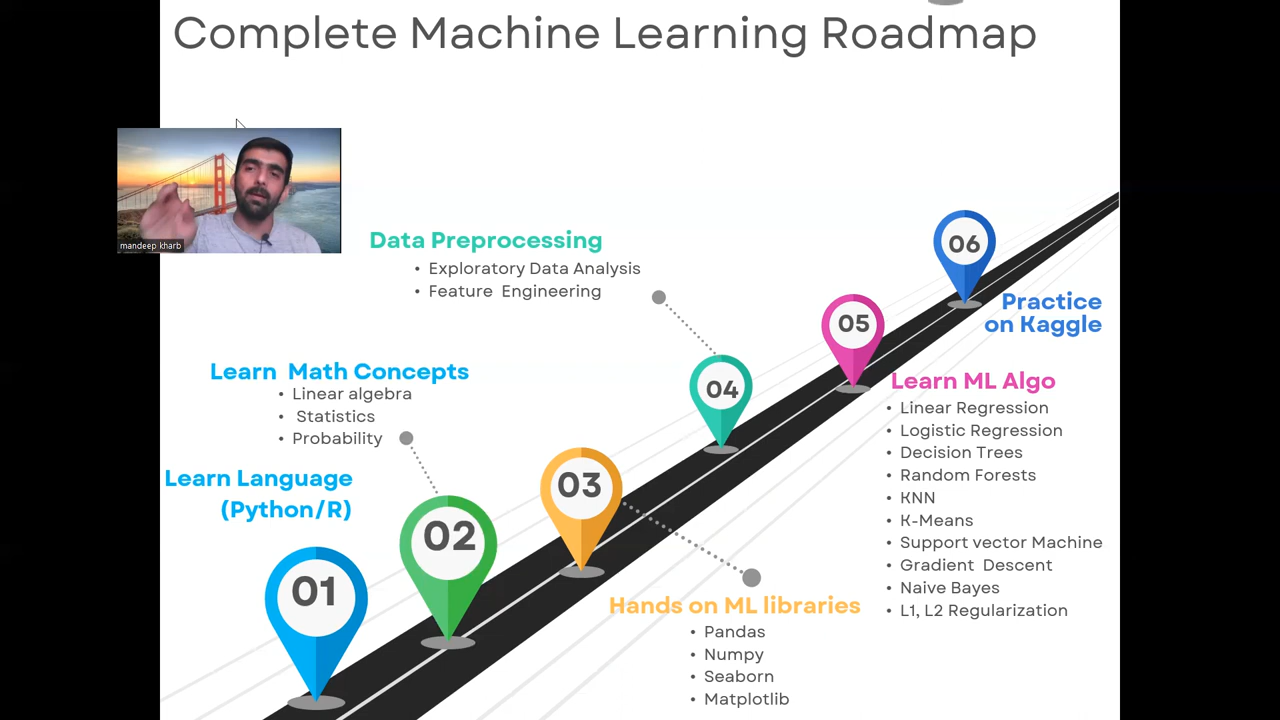 Complete Machine Learning Roadmap
mandeep kharb
Learn Language
(Python/R)
01
Learn  Math Concepts
• Linear algebra
• Statistics
• Probability
02
03
Hands on ML libraries
• Pandas
• Numpy
• Seaborn
• Matplotlib
Data Preprocessing
• Exploratory Data Analysis
• Feature  Engineering
04
05
Learn ML Algo
• Linear Regression
• Logistic Regression
• Decision Trees
• Random Forests
• KNN
• K-Means
• Support vector Machine
• Gradient  Descent
• Naive Bayes
• L1, L2 Regularization
06
Practice
on Kaggle